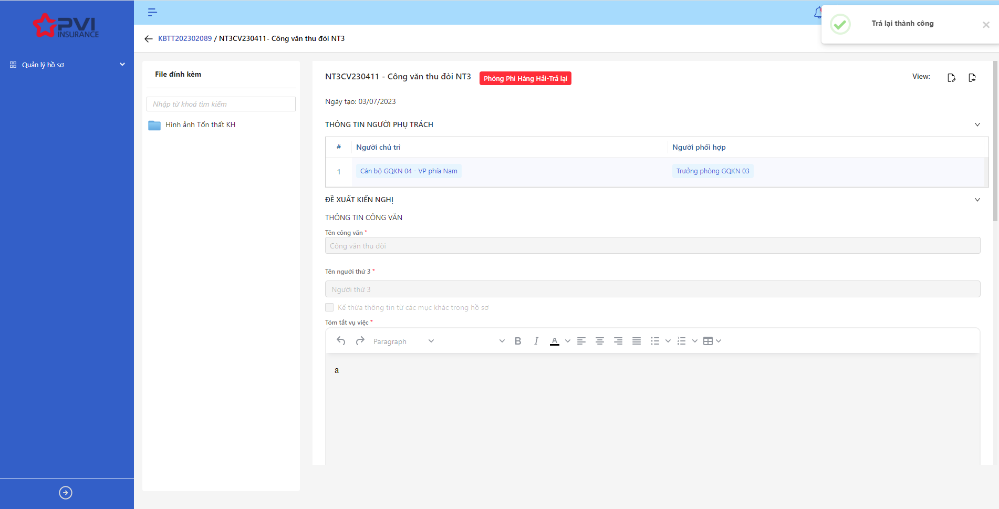 PVI
INSURANCE
Quản lý hồ sơ
Trả lại thành công
KBTT202302089 / NT3CV230411- Công văn thu đòi NT3
File đính kèm
Nhập từ khoá tìm kiếm
Hình ảnh Tổn thất KH
NT3CV230411 - Công văn thu đòi NT3
Phòng Phi Hàng Hải-Trả lại
View:
Ngày tạo: 03/07/2023
THÔNG TIN NGƯỜI PHỤ TRÁCH
# Người chủ trì Người phối hợp
1 Cán bộ GQKN 04 - VP phía Nam Trưởng phòng GQKN 03
ĐỀ XUẤT KIẾN NGHỊ
THÔNG TIN CÔNG VĂN
Tên công văn *
Công văn thu đòi
Tên người thứ 3 *
Người thứ 3
Kế thừa thông tin từ các mục khác trong hồ sơ
Tóm tắt vụ việc *
Paragraph B I A
a